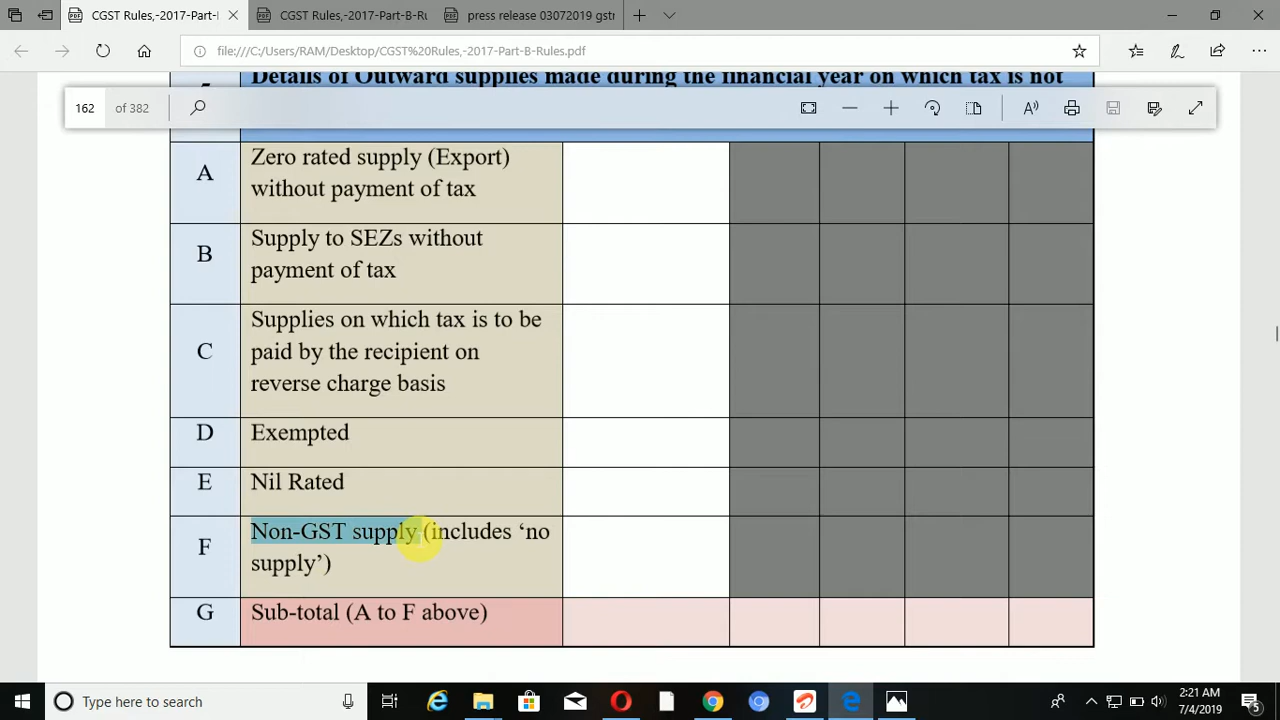 CGST Rules,-2017-Part-
CGST Rules,-2017-Part-B-Ru
press release 03072019 gstr
file:///C:/Users/RAM/Desktop/CGST%20Rules,-2017-Part-B-Rules.pdf
Details of Outward supplies made during the financial year on which tax is not
162 of 382
A Zero rated supply (Export)
without payment of tax
B Supply to SEZs without
payment of tax
C Supplies on which tax is to be
paid by the recipient on
reverse charge basis
D Exempted
E Nil Rated
F Non-GST supply (includes ‘no
supply’)
G Sub-total (A to F above)
Type here to search
2:21 AM
7/4/2019
5